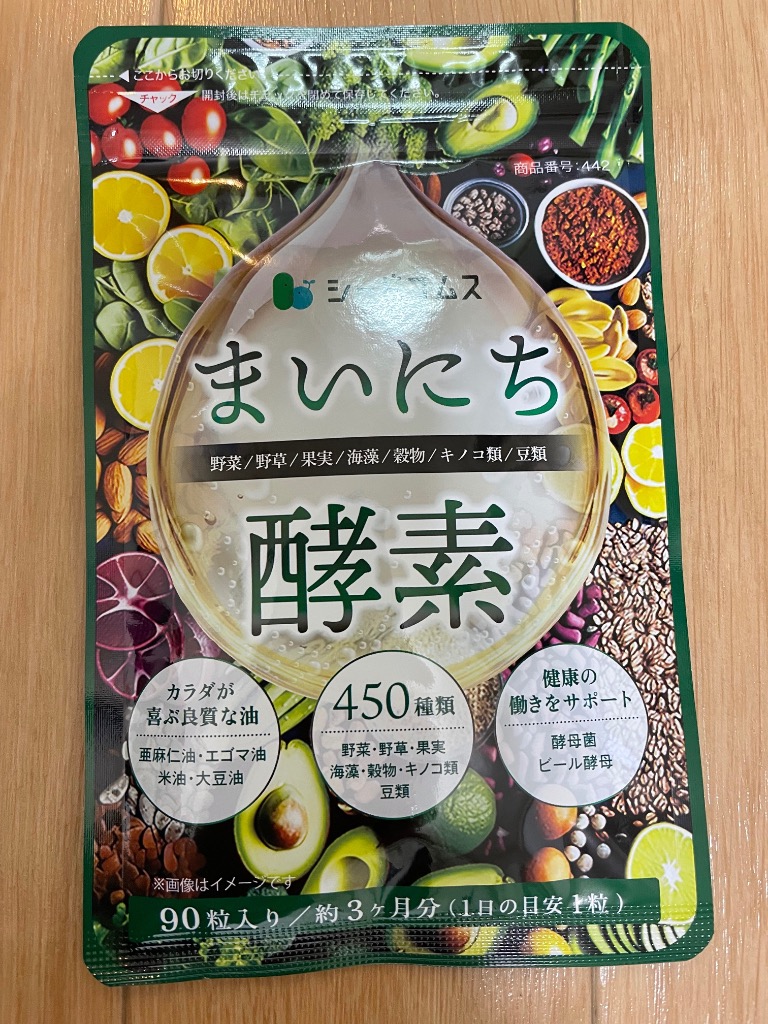 ◀ここからお切りください。
チャック
開封後はチャックを閉めて保存してください。
商品番号:442
まいにち
野菜/野草/果実/海藻/穀物/キノコ類/豆類
酵素
カラダが
喜ぶ良質な油
亜麻仁油・エゴマ油
米油・大豆油
450種類
野菜・野草・果実
海藻・穀物・キノコ類
豆類
健康の
働きをサポート
酵母菌
ビール酵母
※画像はイメージです
90粒入り/約3ヶ月分(1日の目安1粒)